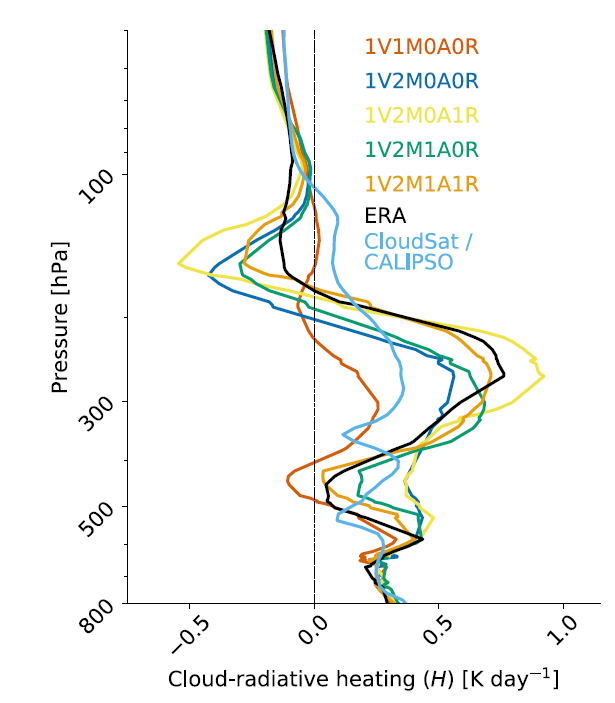 1V1M0A0R
1V2M0A0R
1V2M0A1R
1V2M1A0R
1V2M1A1R
ERA
CloudSat /
CALIPSO
Pressure [hPa]
100
300
500
800
−0.5
0.0
0.5
1.0
Cloud-radiative heating (H) [K day⁻¹]